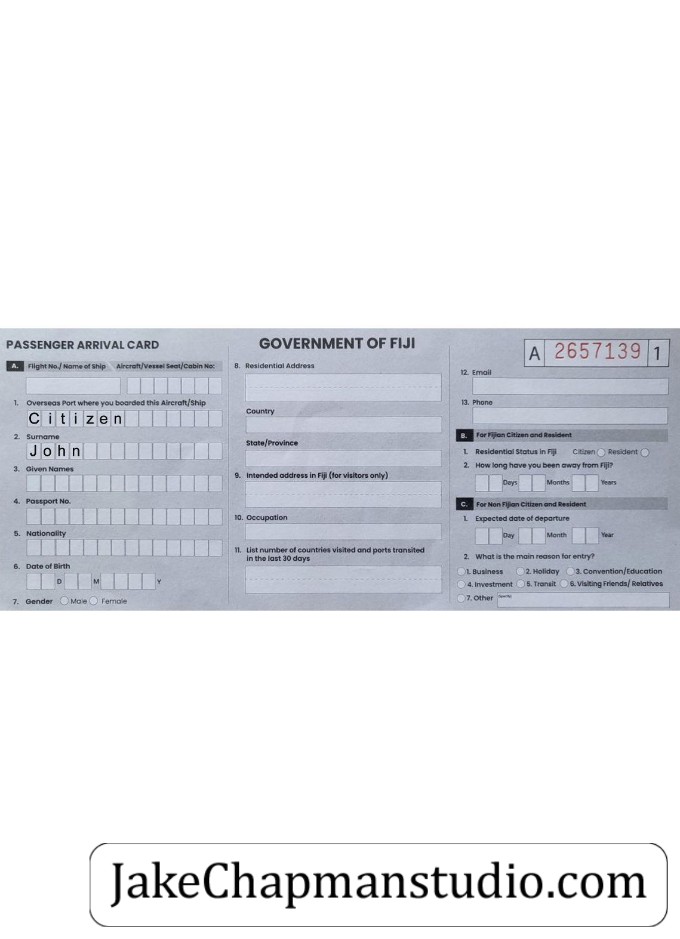 PASSENGER ARRIVAL CARD
GOVERNMENT OF FIJI
A 2657139 1
A. Flight No./ Name of Ship Aircraft/Vessel Seat/Cabin No:
1. Overseas Port where you boarded this Aircraft/Ship
Citizen
2. Surname
John
3. Given Names
4. Passport No.
5. Nationality
6. Date of Birth
D M Y
7. Gender Male Female
8. Residential Address
Country
State/Province
9. Intended address in Fiji (for visitors only)
10. Occupation
11. List number of countries visited and ports transited
in the last 30 days
12. Email
13. Phone
B. For Fijian Citizen and Resident
1. Residential Status in Fiji Citizen Resident
2. How long have you been away from Fiji?
Days Months Years
C. For Non Fijian Citizen and Resident
1. Expected date of departure
Day Month Year
2. What is the main reason for entry?
1. Business 2. Holiday 3. Convention/Education
4. Investment 5. Transit 6. Visiting Friends/ Relatives
7. Other
JakeChapmanstudio.com